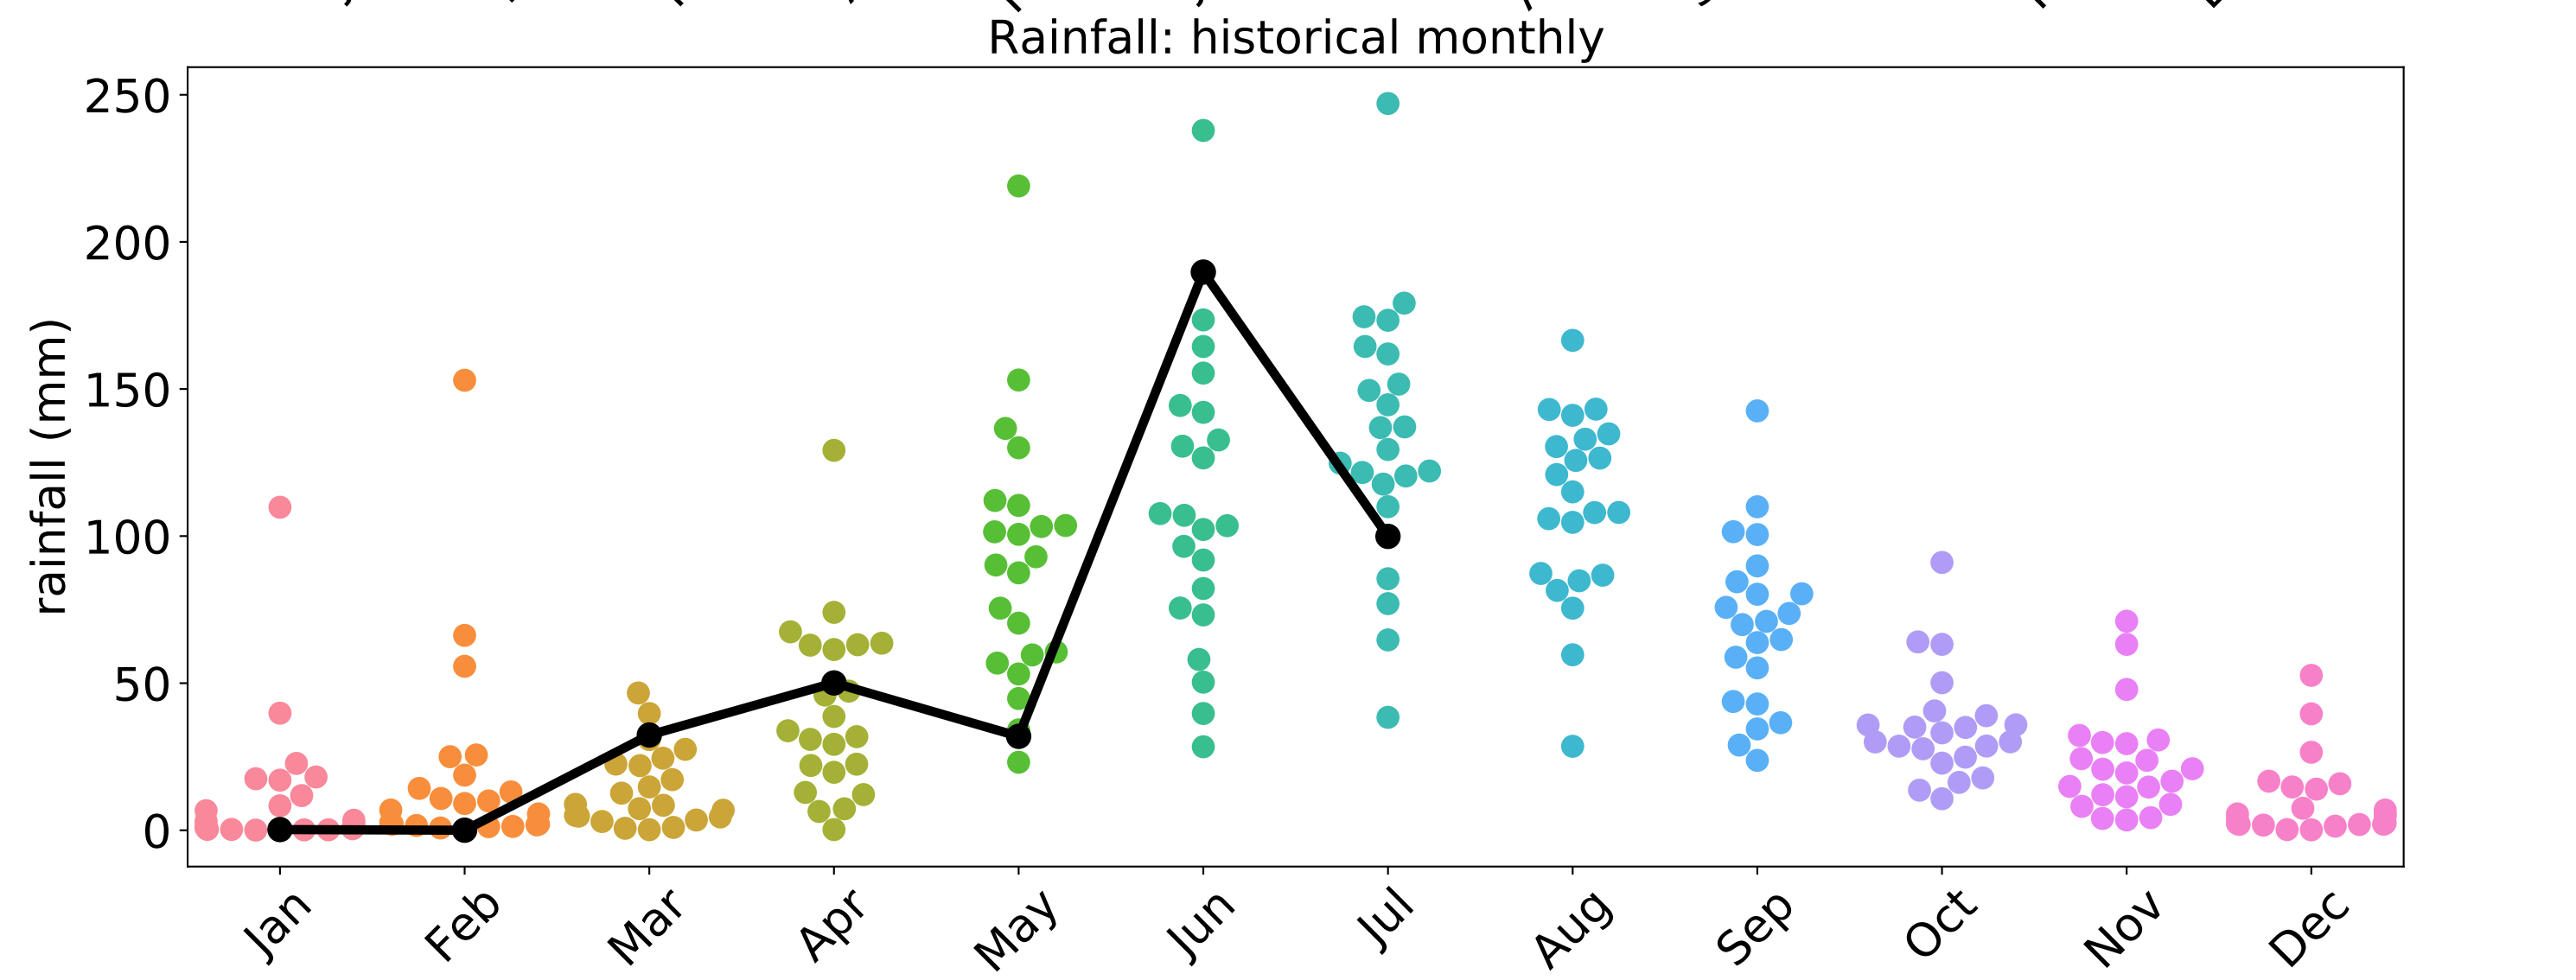 Rainfall: historical monthly
250
200
150
100
50
0
rainfall (mm)
Jan
Feb
Mar
Apr
May
Jun
Jul
Aug
Sep
Oct
Nov
Dec